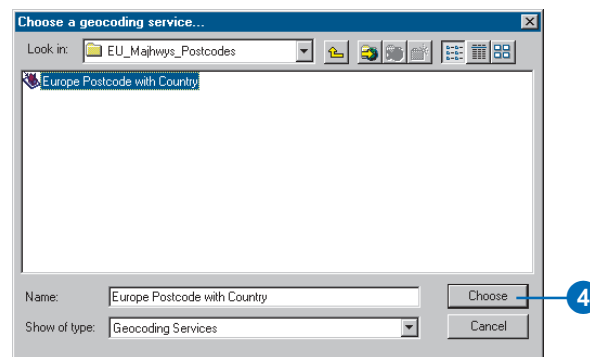 Choose a geocoding service...
Look in: EU_Majhwys_Postcodes
Europe Postcode with Country
Name: Europe Postcode with Country Choose 4
Show of type: Geocoding Services Cancel